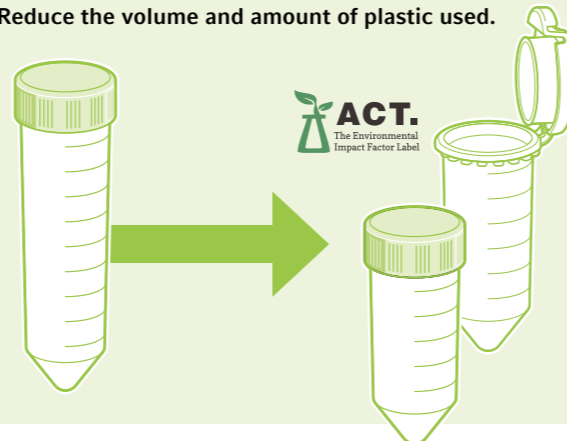 Reduce the volume and amount of plastic used.
ACT.
The Environmental
Impact Factor Label